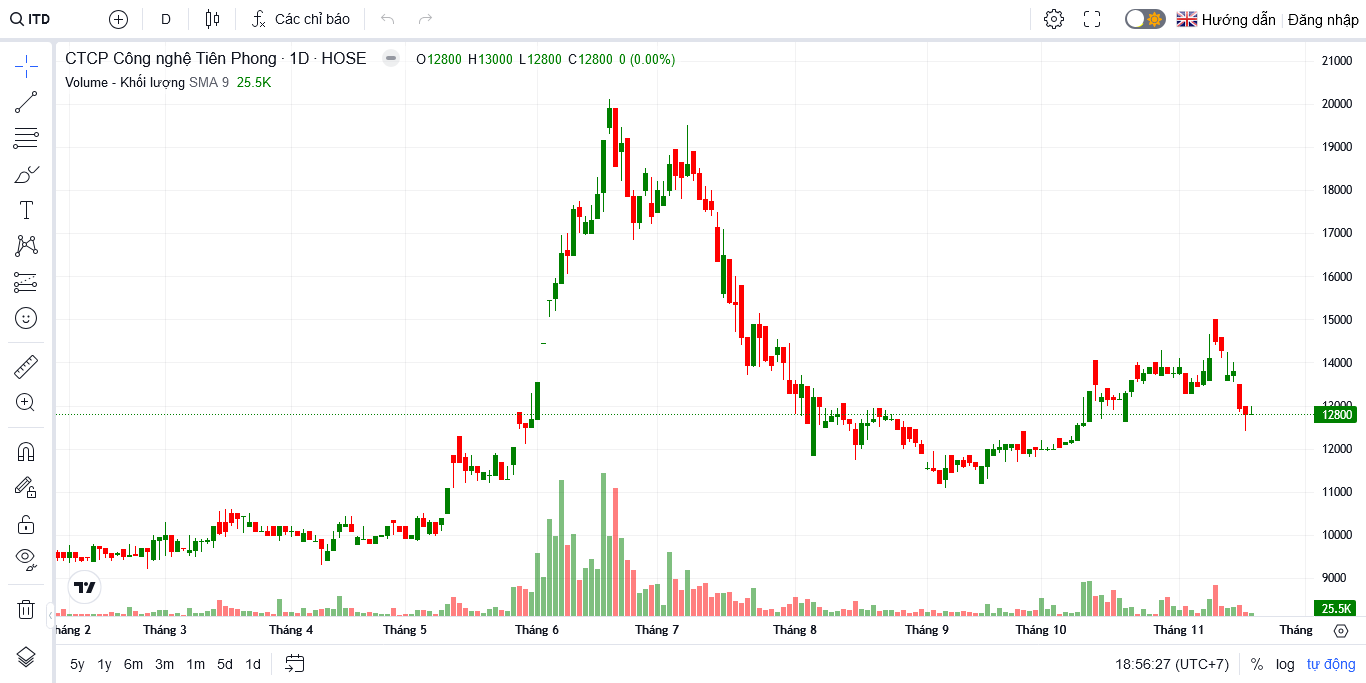 ITD D Các chỉ báo Hướng dẫn Đăng nhập
CTCP Công nghệ Tiên Phong · 1D · HOSE O12800 H13000 L12800 C12800 0 (0.00%)
Volume - Khối lượng SMA 9 25.5K
21000
20000
19000
18000
17000
16000
15000
14000
13000
12800
12000
11000
10000
9000
25.5K
háng 2 Tháng 3 Tháng 4 Tháng 5 Tháng 6 Tháng 7 Tháng 8 Tháng 9 Tháng 10 Tháng 11 Tháng
5y 1y 6m 3m 1m 5d 1d 18:56:27 (UTC+7) % log tự động